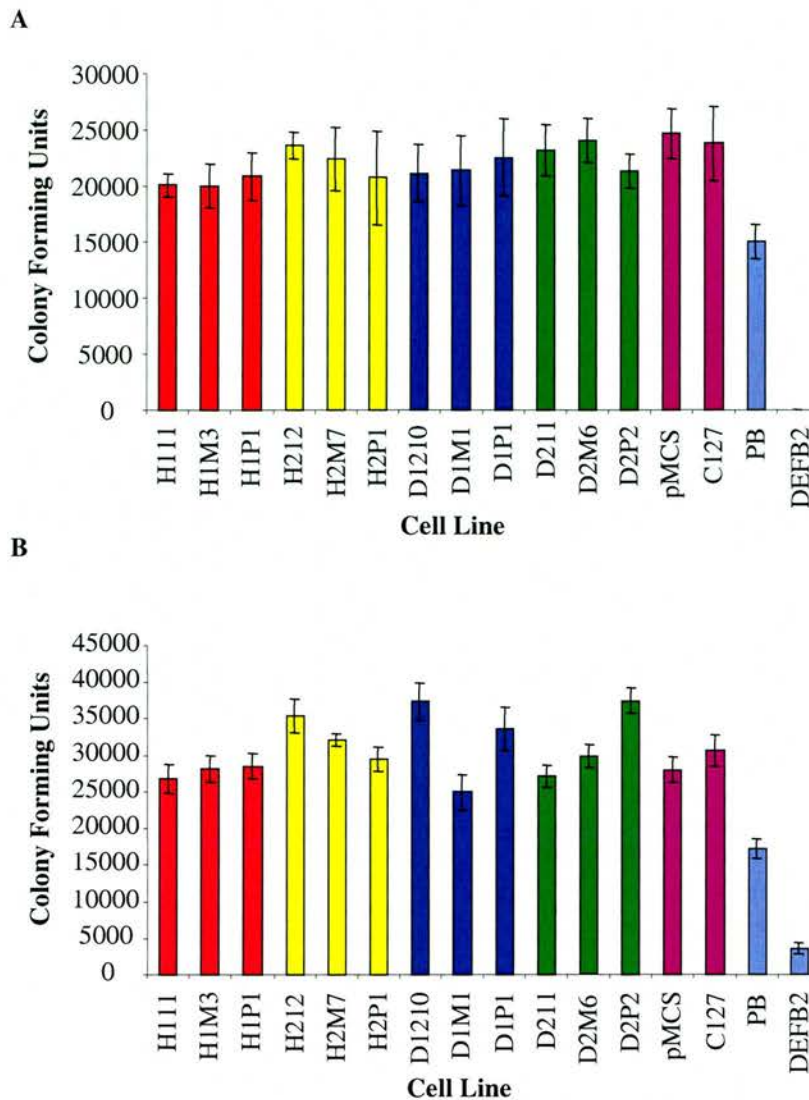 A
30000
25000
20000
15000
10000
5000
0
Colony Forming Units
H111
H1M3
H1P1
H212
H2M7
H2P1
D1210
D1M1
D1P1
D211
D2M6
D2P2
pMCS
C127
PB
DEFB2
Cell Line
B
45000
40000
35000
30000
25000
20000
15000
10000
5000
0
Colony Forming Units
H111
H1M3
H1P1
H212
H2M7
H2P1
D1210
D1M1
D1P1
D211
D2M6
D2P2
pMCS
C127
PB
DEFB2
Cell Line